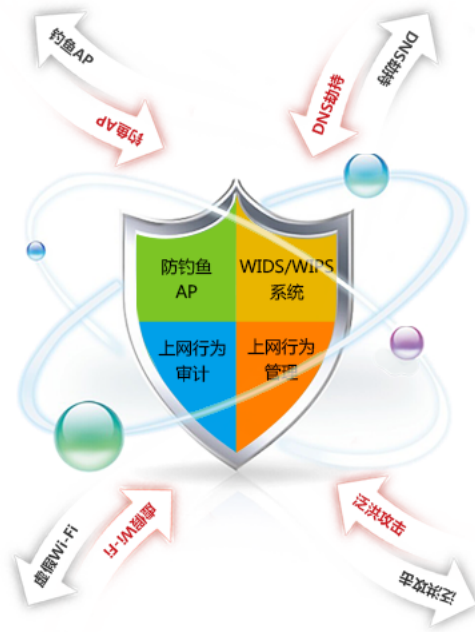 钓鱼AP
DNS劫持
钓鱼AP
DNS劫持
防钓鱼
AP
WIDS/WIPS
系统
上网行为
审计
上网行为
管理
虚假Wi-Fi
虚假Wi-Fi
泛洪攻击
泛洪攻击